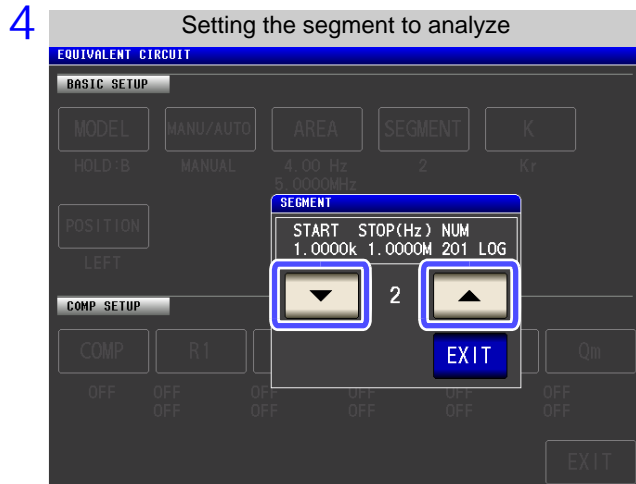 4
Setting the segment to analyze
EQUIVALENT CIRCUIT
BASIC SETUP
MODEL MANU/AUTO AREA SEGMENT K
HOLD:B MANUAL 4.00 Hz 2 Kr
5.0000MHz
POSITION
LEFT
SEGMENT
START STOP(Hz) NUM
1.0000k 1.0000M 201 LOG
2
EXIT
COMP SETUP
COMP R1 Qm
OFF OFF OFF OFF OFF OFF
OFF OFF OFF OFF OFF
EXIT